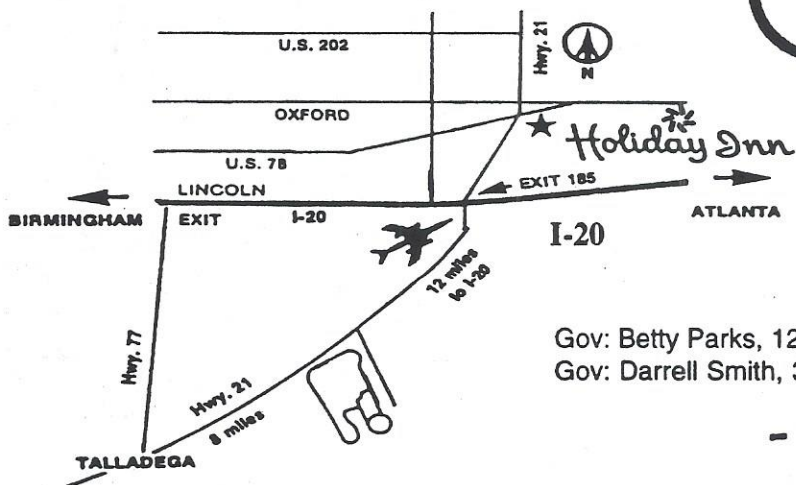 U.S. 202
Hwy. 21
N
OXFORD
Holiday Inn
U.S. 78
LINCOLN
EXIT 185
BIRMINGHAM
EXIT
I-20
ATLANTA
I-20
12 miles
to I-20
Hwy. 77
Gov: Betty Parks, 12
Gov: Darrell Smith, 3
Hwy. 21
8 miles
TALLADEGA